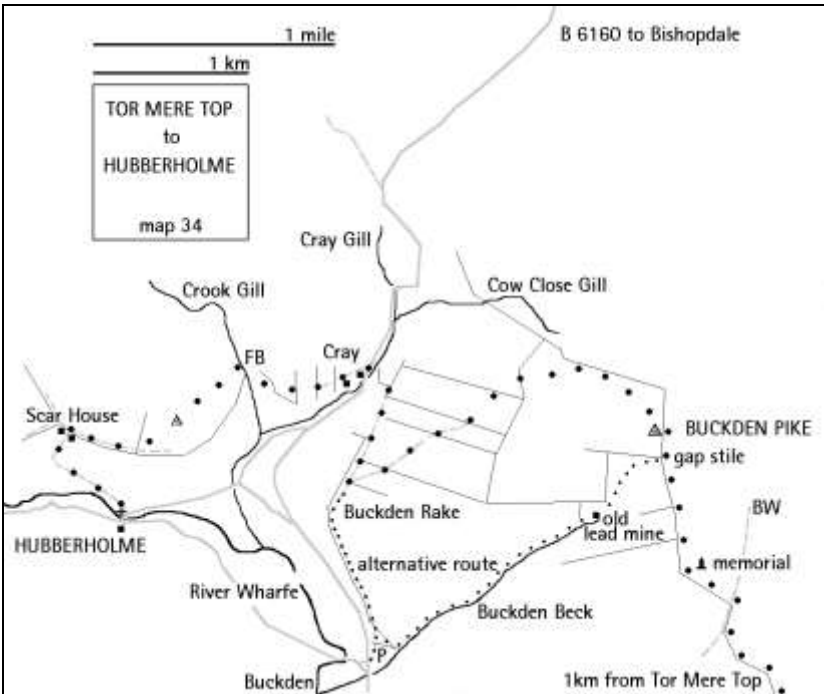 1 mile
B 6160 to Bishopdale
1 km
TOR MERE TOP
to
HUBBERHOLME
map 34
Cray Gill
Crook Gill
Cow Close Gill
FB
Cray
Scar House
BUCKDEN PIKE
gap stile
Buckden Rake
old
lead mine
BW
HUBBERHOLME
alternative route
memorial
River Wharfe
Buckden Beck
P
Buckden
1km from Tor Mere Top